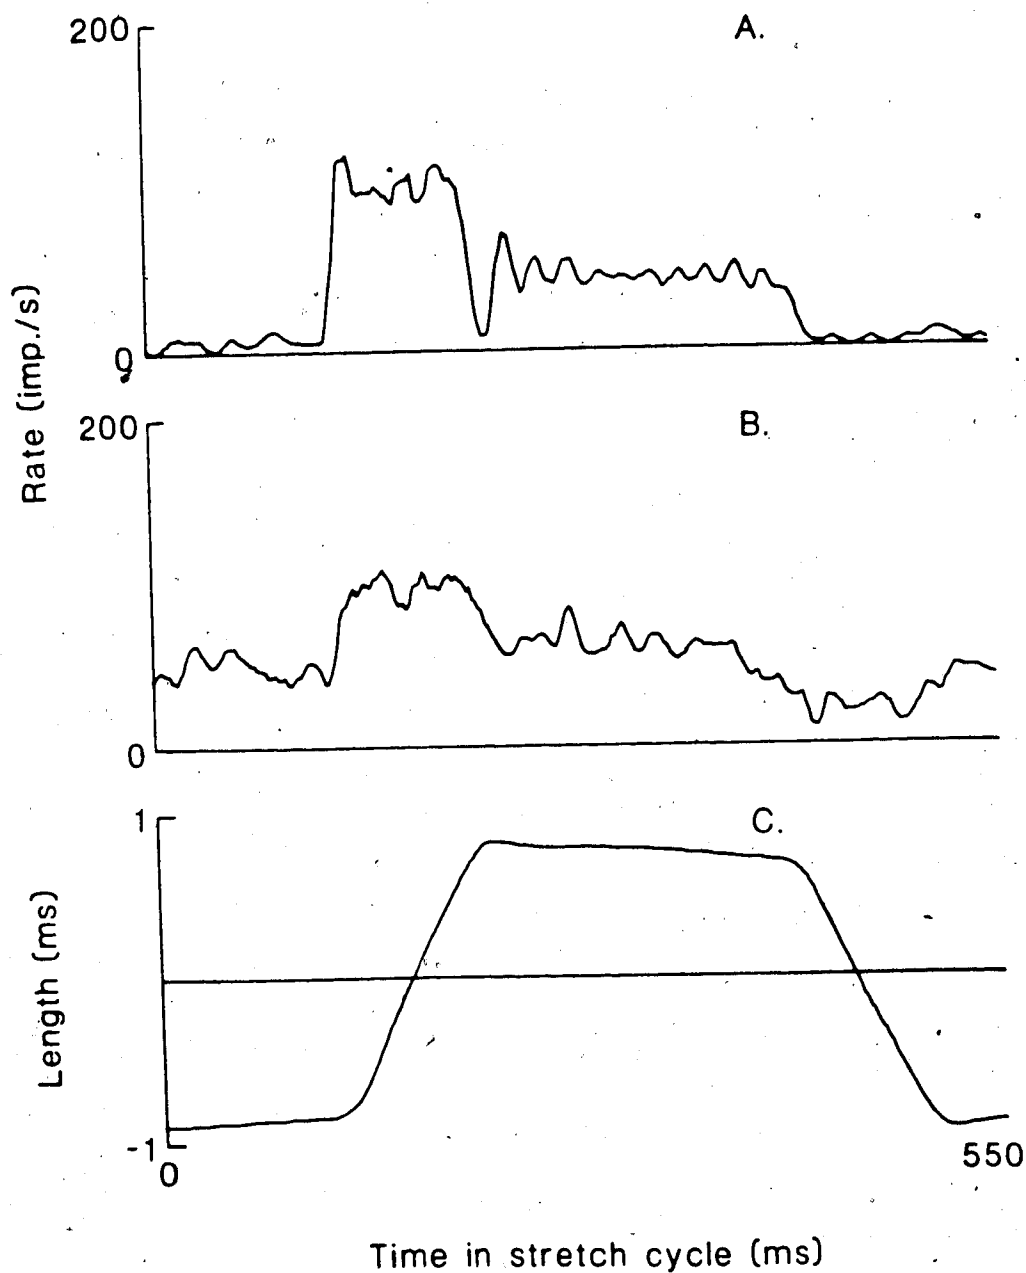 200
A.
Rate (imp./s)
0
200
B.
0
1
C.
Length (ms)
-1
0
550
Time in stretch cycle (ms)